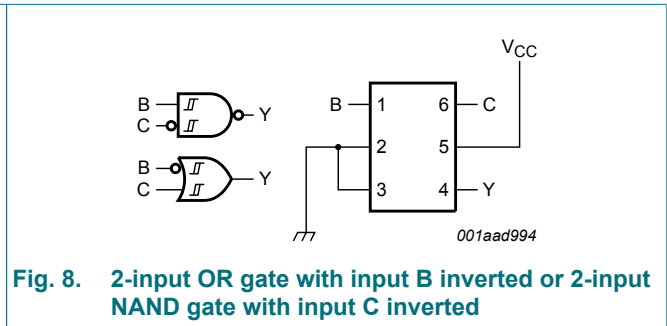 B
C
Y
B
C
Y
VCC
B 1 6 C
2 5
3 4 Y
001aad994
Fig. 8. 2-input OR gate with input B inverted or 2-input
NAND gate with input C inverted